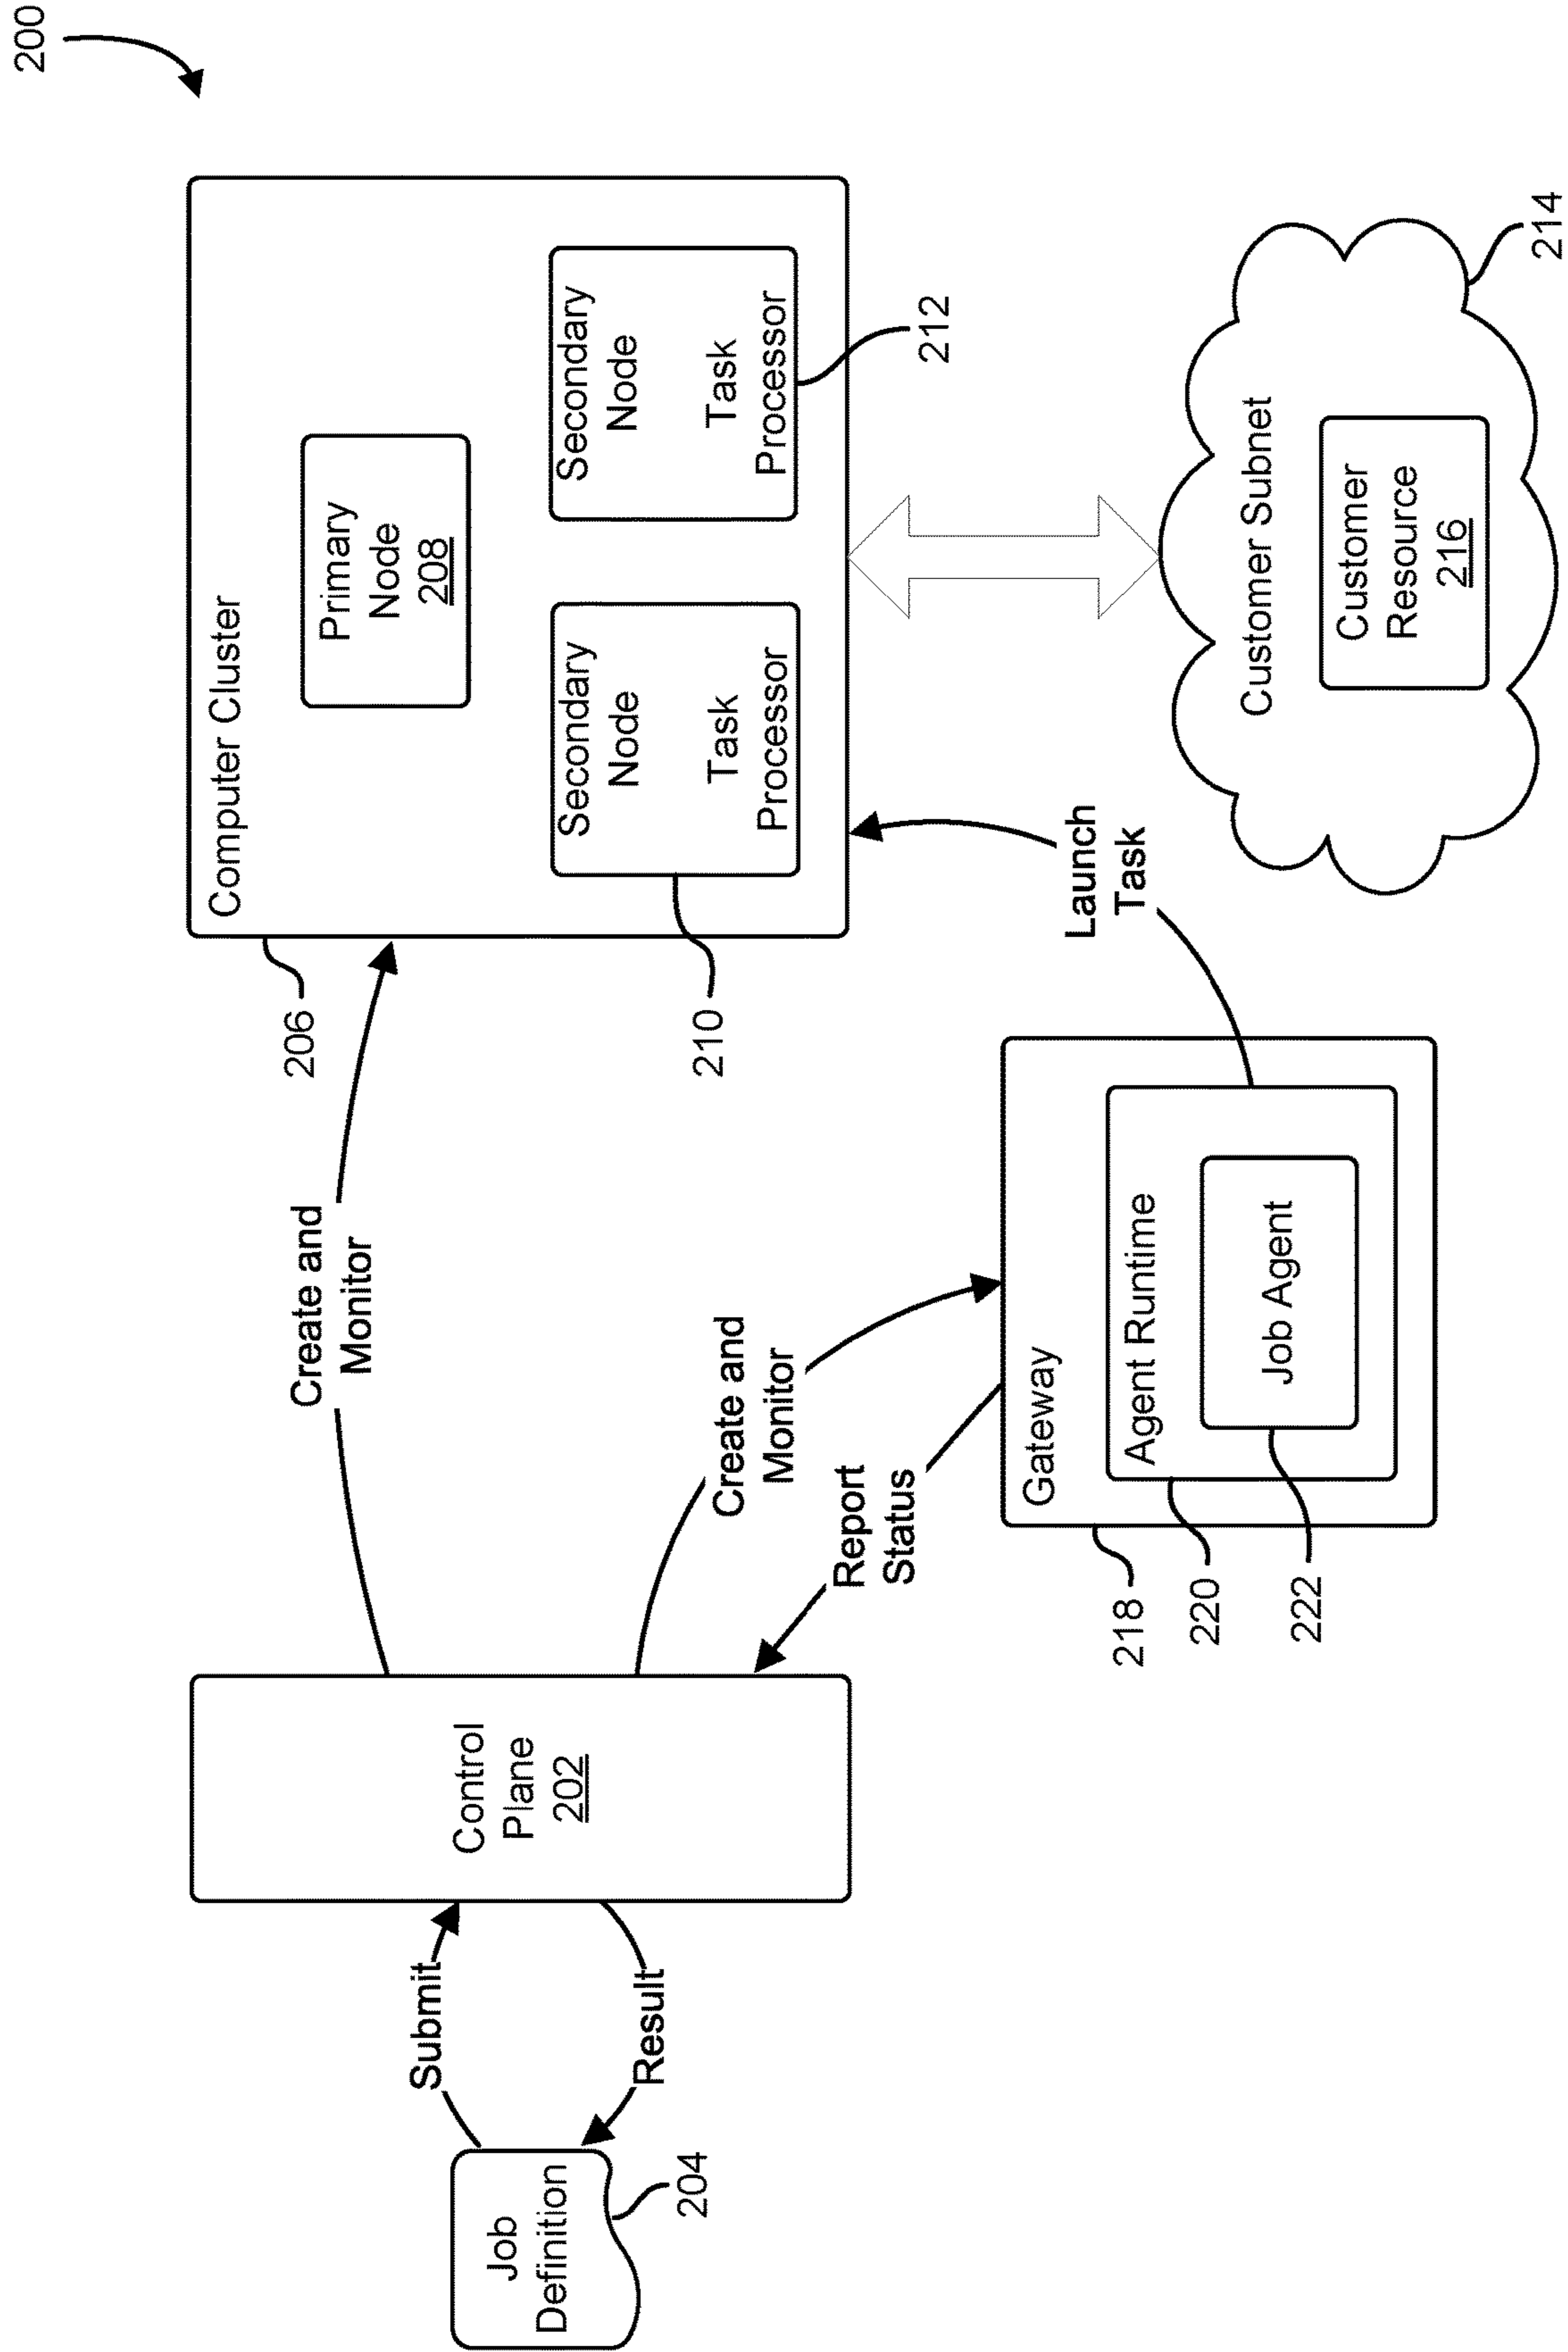 200
Computer Cluster
Primary
Node
208
206
Create and
Monitor
Secondary
Node
Task
Processor
Secondary
Node
Task
Processor
210
212
Control
Plane
202
Submit
Result
Job
Definition
204
Create and
Monitor
Report
Status
Launch
Task
Gateway
Agent Runtime
Job Agent
218
220
222
Customer Subnet
Customer
Resource
216
214